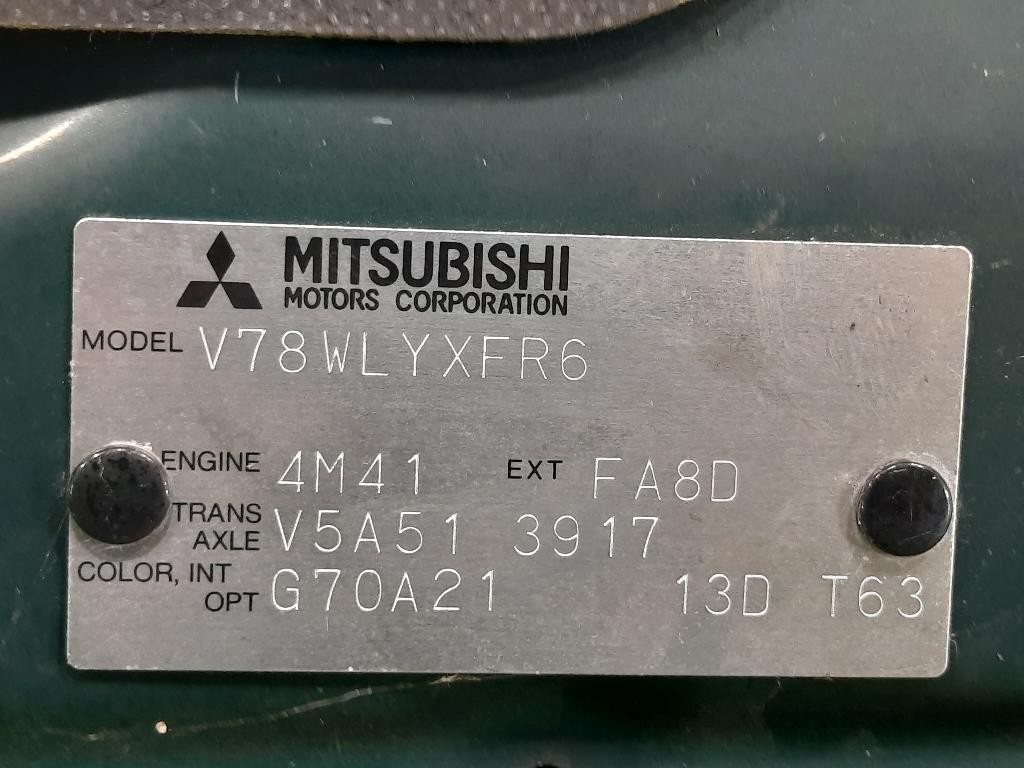 MITSUBISHI
MOTORS CORPORATION
MODEL V78WLYXFR6
ENGINE 4M41 EXT FA8D
TRANS
AXLE V5A51 3917
COLOR, INT
OPT G70A21 13D T63